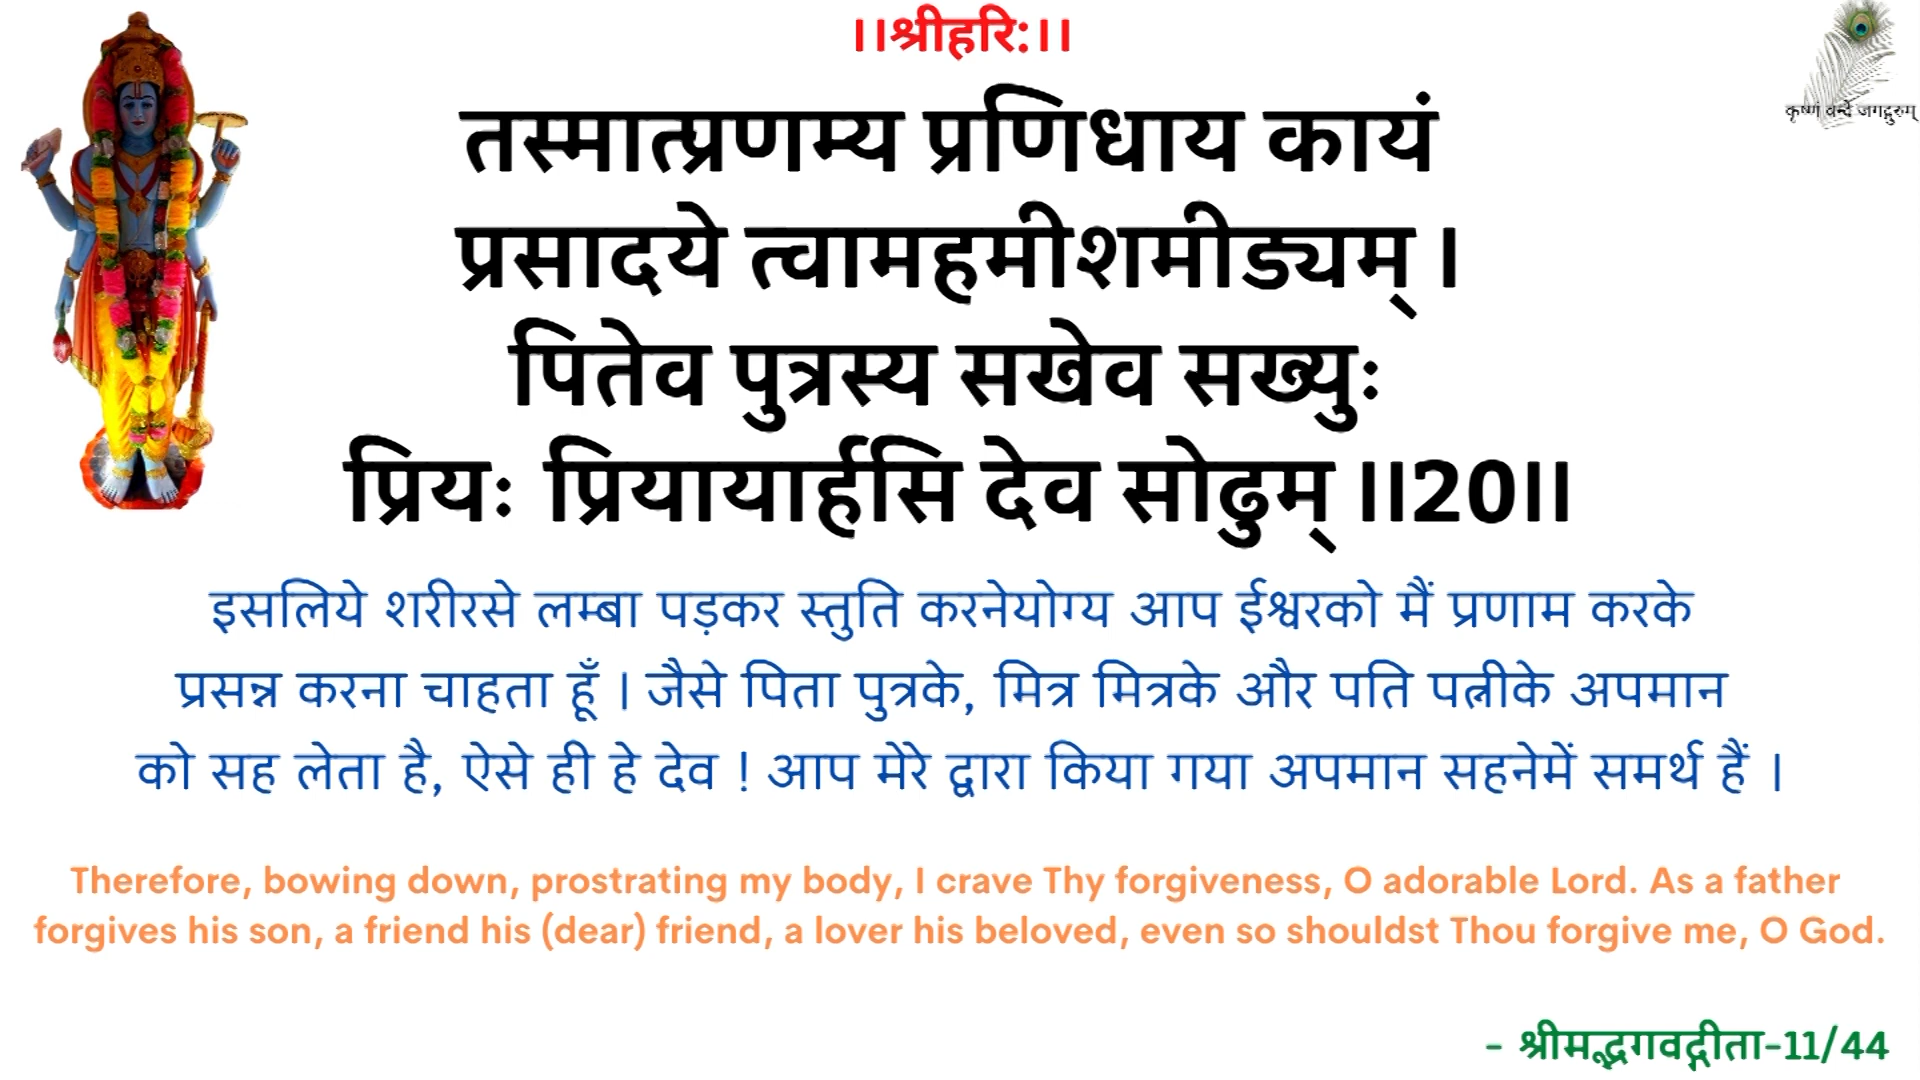 ।।श्रीहरि:।।
कृष्णं वन्दे जगद्गुरुम्
तस्मात्प्रणम्य प्रणिधाय कायं
प्रसादये त्वामहमीशमीड्यम् ।
पितेव पुत्रस्य सखेव सख्युः
प्रियः प्रियायार्हसि देव सोढुम् ।।20।।
इसलिये शरीरसे लम्बा पड़कर स्तुति करनेयोग्य आप ईश्वरको मैं प्रणाम करके
प्रसन्न करना चाहता हूँ । जैसे पिता पुत्रके, मित्र मित्रके और पति पत्नीके अपमान
को सह लेता है, ऐसे ही हे देव ! आप मेरे द्वारा किया गया अपमान सहनेमें समर्थ हैं ।
Therefore, bowing down, prostrating my body, I crave Thy forgiveness, O adorable Lord. As a father
forgives his son, a friend his (dear) friend, a lover his beloved, even so shouldst Thou forgive me, O God.
- श्रीमद्भगवद्गीता-11/44